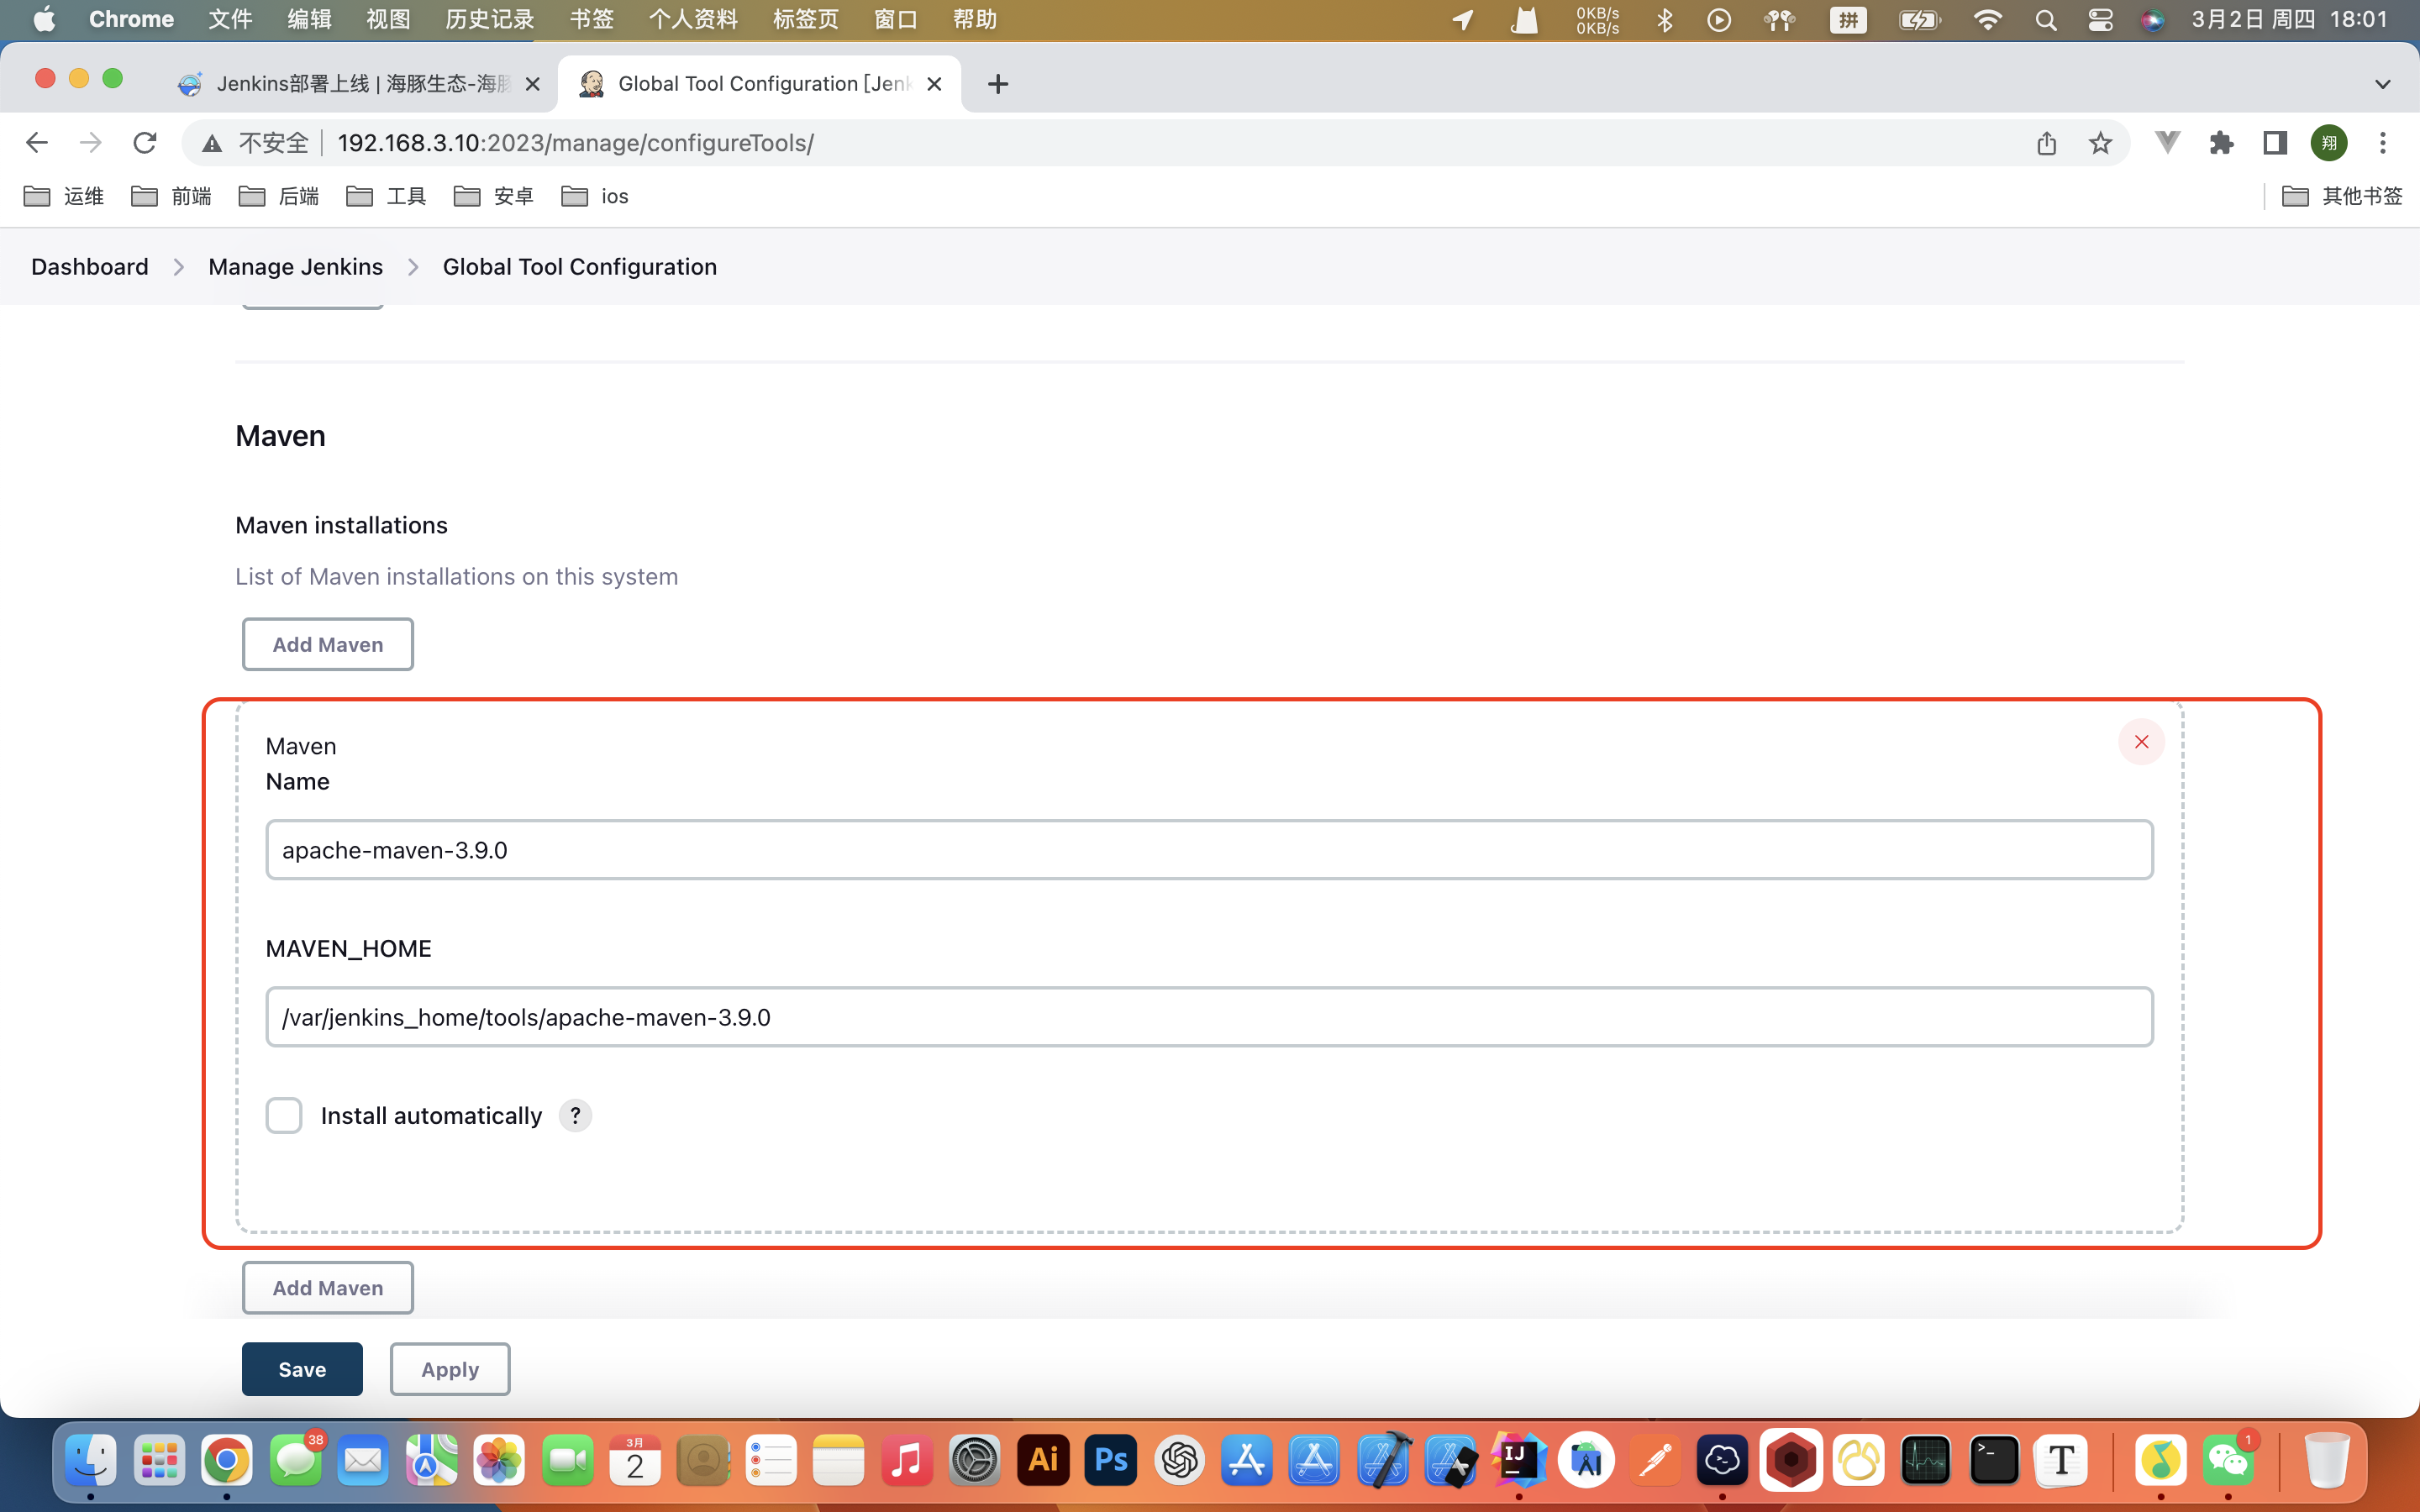 Chrome 文件 编辑 视图 历史记录 书签 个人资料 标签页 窗口 帮助 0KB/s 0KB/s 拼 3月2日 周四 18:01
Jenkins部署上线 | 海豚生态-海豚 Global Tool Configuration [Jenk
不安全 192.168.3.10:2023/manage/configureTools/ 翔
运维 前端 后端 工具 安卓 ios 其他书签
Dashboard Manage Jenkins Global Tool Configuration
Maven
Maven installations
List of Maven installations on this system
Add Maven
Maven
Name
apache-maven-3.9.0
MAVEN_HOME
/var/jenkins_home/tools/apache-maven-3.9.0
Install automatically ?
Add Maven
Save Apply
38 3月 2 Ai Ps IJ >_ T 1